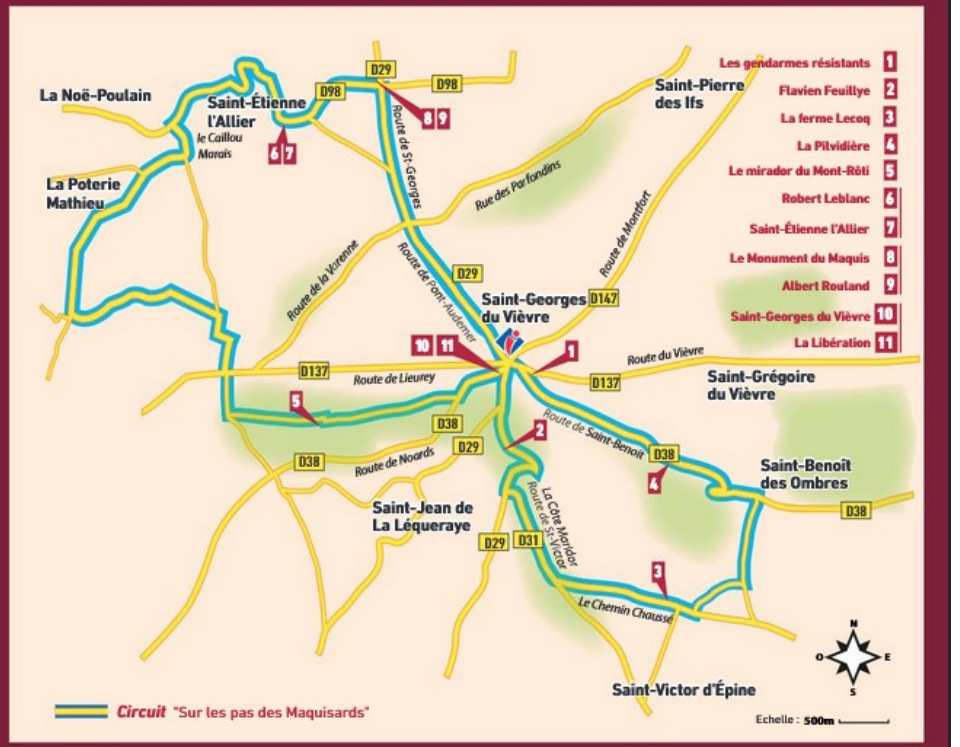 D29
D98
D98
La Noë-Poulain
Saint-Étienne
l'Allier
le Caillou
Marais
6 7
8 9
Route de St-Georges
Saint-Pierre
des Ifs
La Poterie
Mathieu
Rue des Parfondins
Route de la Varenne
Route de Pont-Audemer
D29
Route de Montfort
D147
Saint-Georges
du Vièvre
10 11
1
D137
Route de Lieurey
Route du Vièvre
D137
Saint-Grégoire
du Vièvre
5
D38
D29
2
Route de Saint-Benoît
D38
4
D38
Route de Noards
Saint-Benoît
des Ombres
D38
Saint-Jean de
La Léqueraye
La Côte Maridor
Route de St-Victor
D29
D31
3
Le Chemin Chaussé
Saint-Victor d'Épine
Les gendarmes résistants 1
Flavien Feuillye 2
La ferme Lecoq 3
La Pilvidière 4
Le mirador du Mont-Rôti 5
Robert Leblanc 6
Saint-Étienne l'Allier 7
Le Monument du Maquis 8
Albert Rouland 9
Saint-Georges du Vièvre 10
La Libération 11
N
O E
S
Circuit "Sur les pas des Maquisards"
Echelle : 500m